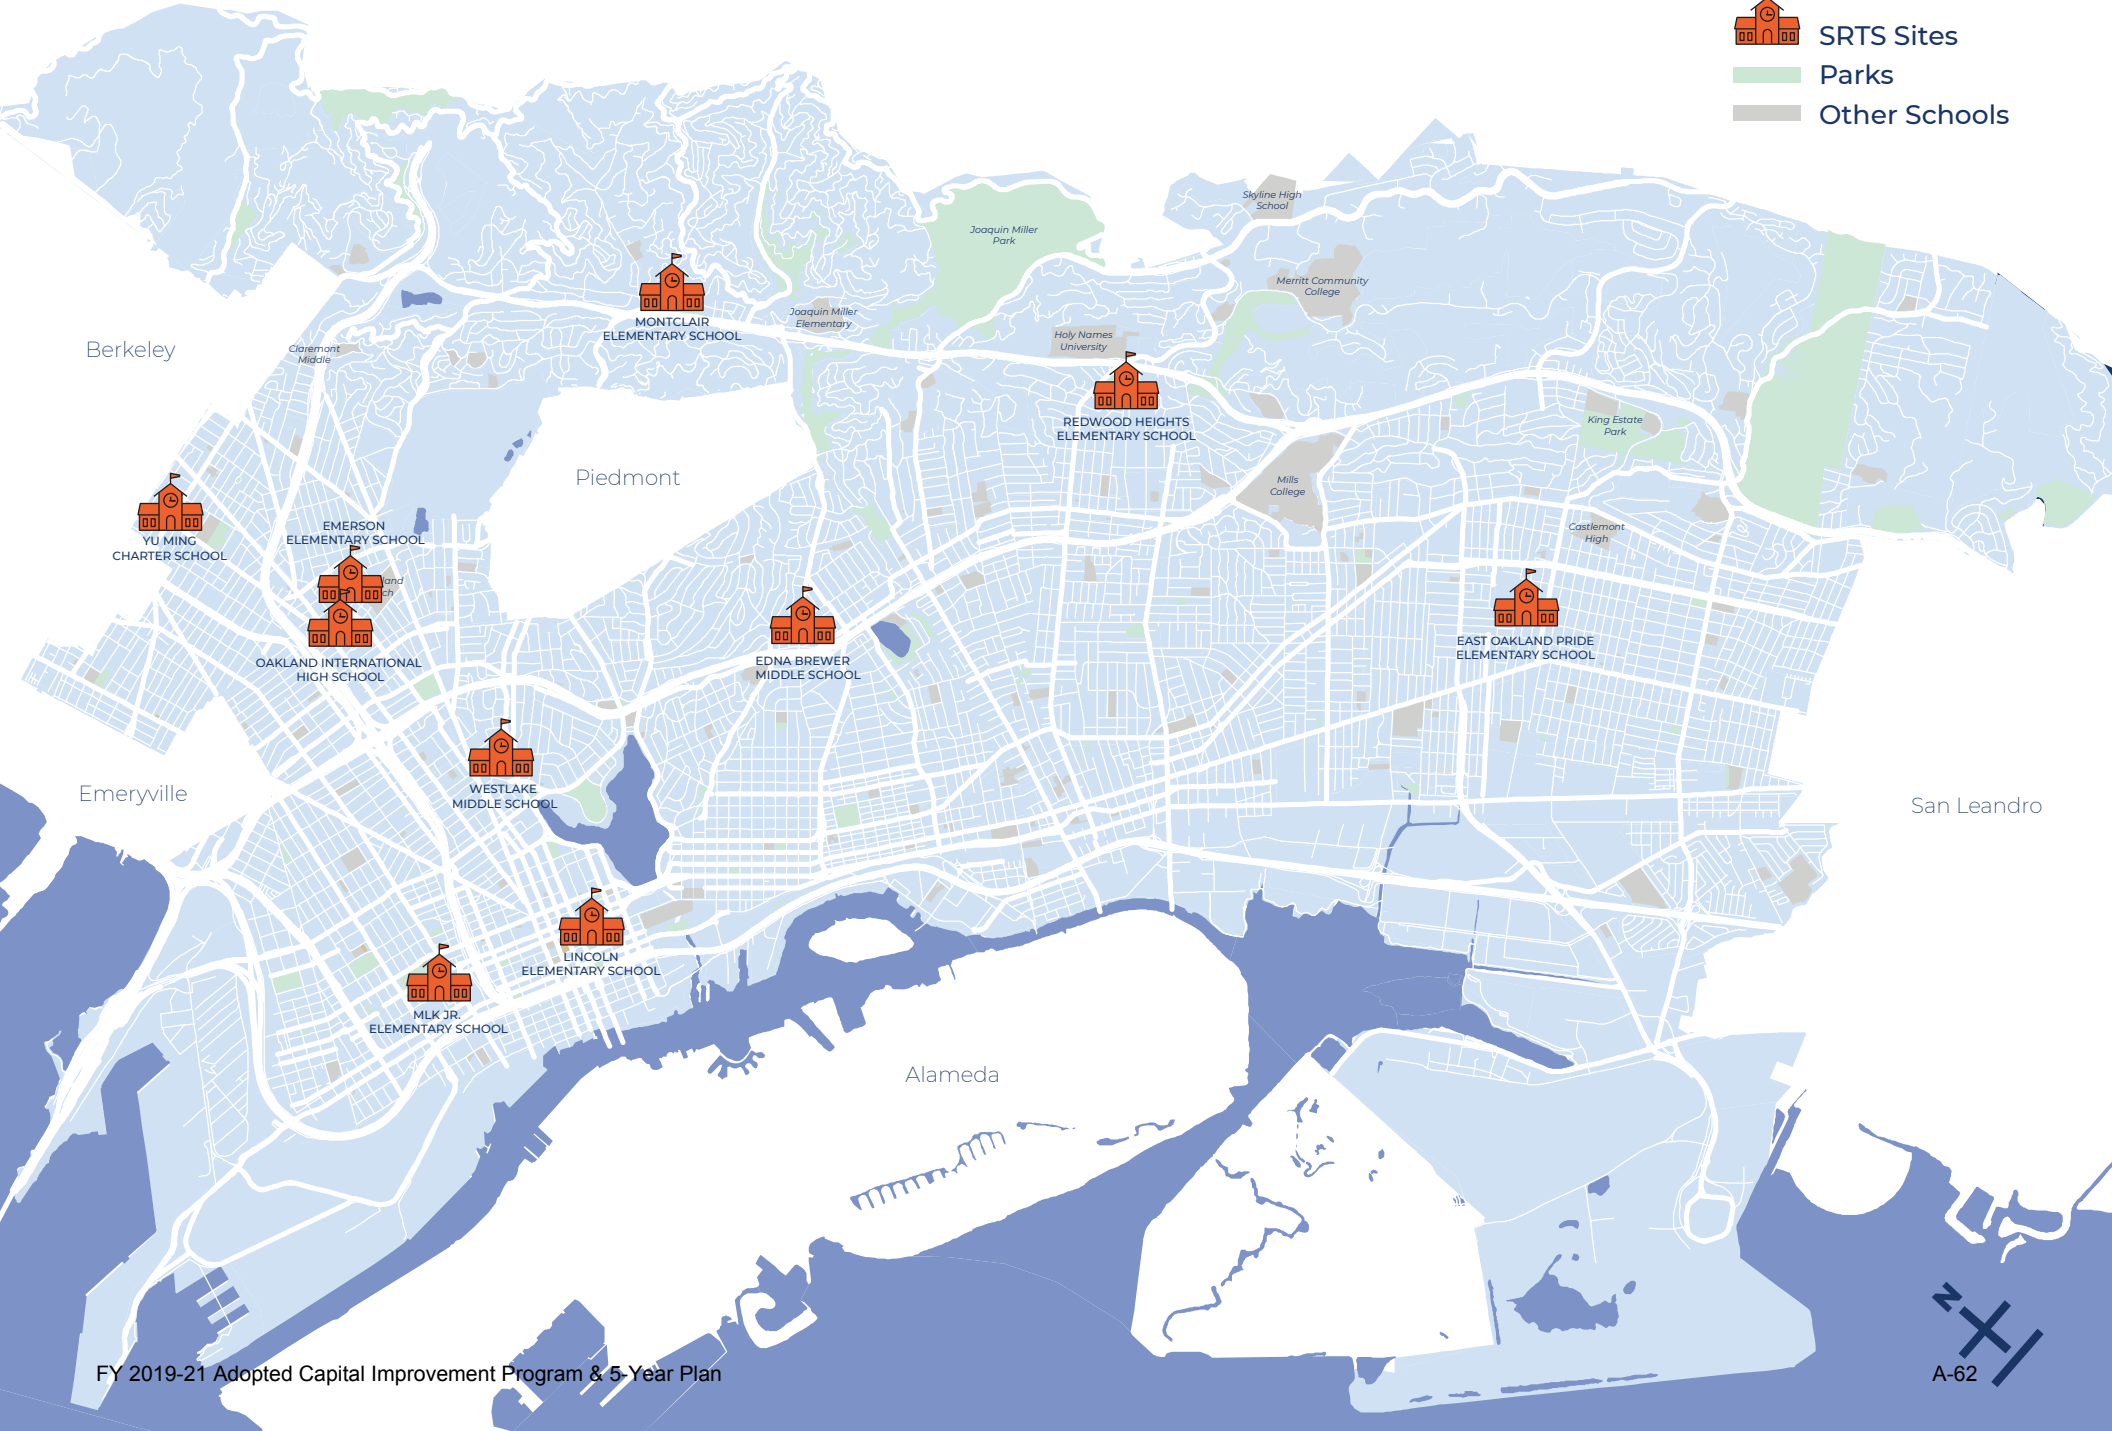 SRTS Sites
Parks
Other Schools
Skyline High
School
Joaquin Miller
Park
Merritt Community
College
Joaquin Miller
Elementary
MONTCLAIR
ELEMENTARY SCHOOL
Holy Names
University
Berkeley
Claremont
Middle
REDWOOD HEIGHTS
ELEMENTARY SCHOOL
King Estate
Park
Piedmont
Mills
College
EMERSON
ELEMENTARY SCHOOL
YU MING
CHARTER SCHOOL
Castlemont
High
land
ch
OAKLAND INTERNATIONAL
HIGH SCHOOL
EDNA BREWER
MIDDLE SCHOOL
EAST OAKLAND PRIDE
ELEMENTARY SCHOOL
Emeryville
WESTLAKE
MIDDLE SCHOOL
San Leandro
LINCOLN
ELEMENTARY SCHOOL
MLK JR.
ELEMENTARY SCHOOL
Alameda
N
FY 2019-21 Adopted Capital Improvement Program & 5-Year Plan
A-62